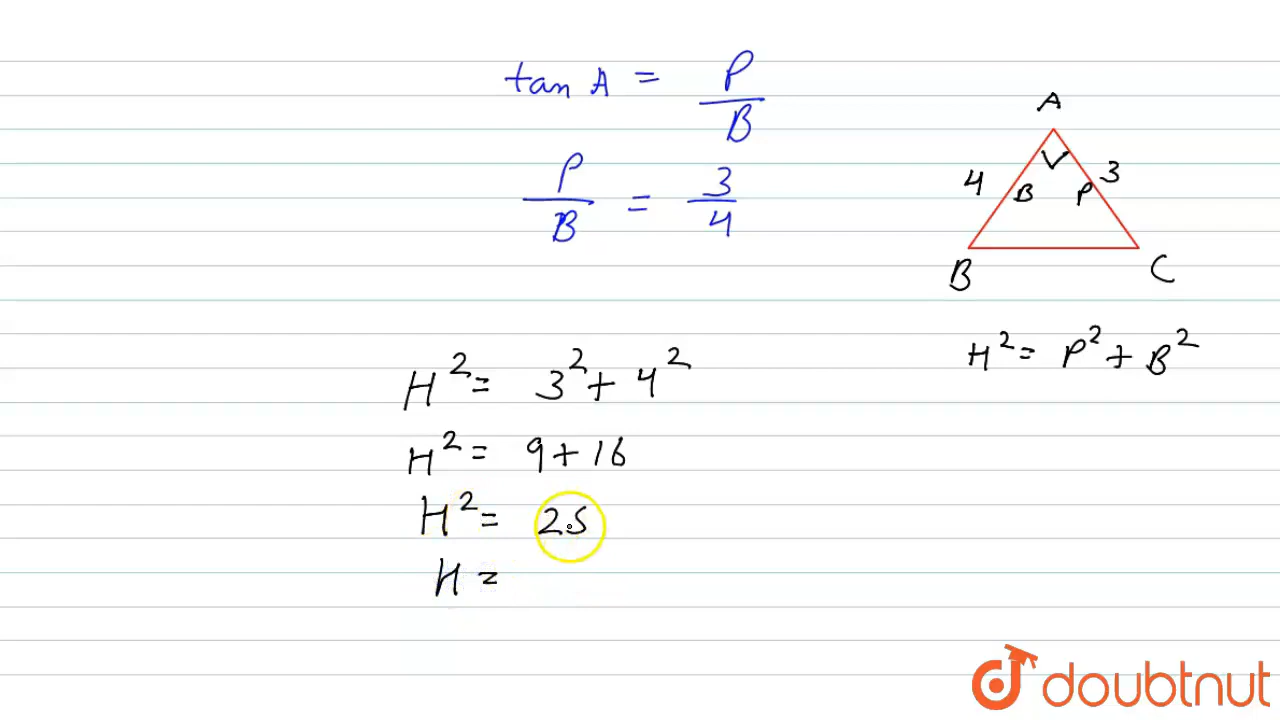 tan A = P/B
P/B = 3/4
A
4 B P 3
B C
H² = P² + B²
H² = 3² + 4²
H² = 9 + 16
H² = 25
H =
doubtnut